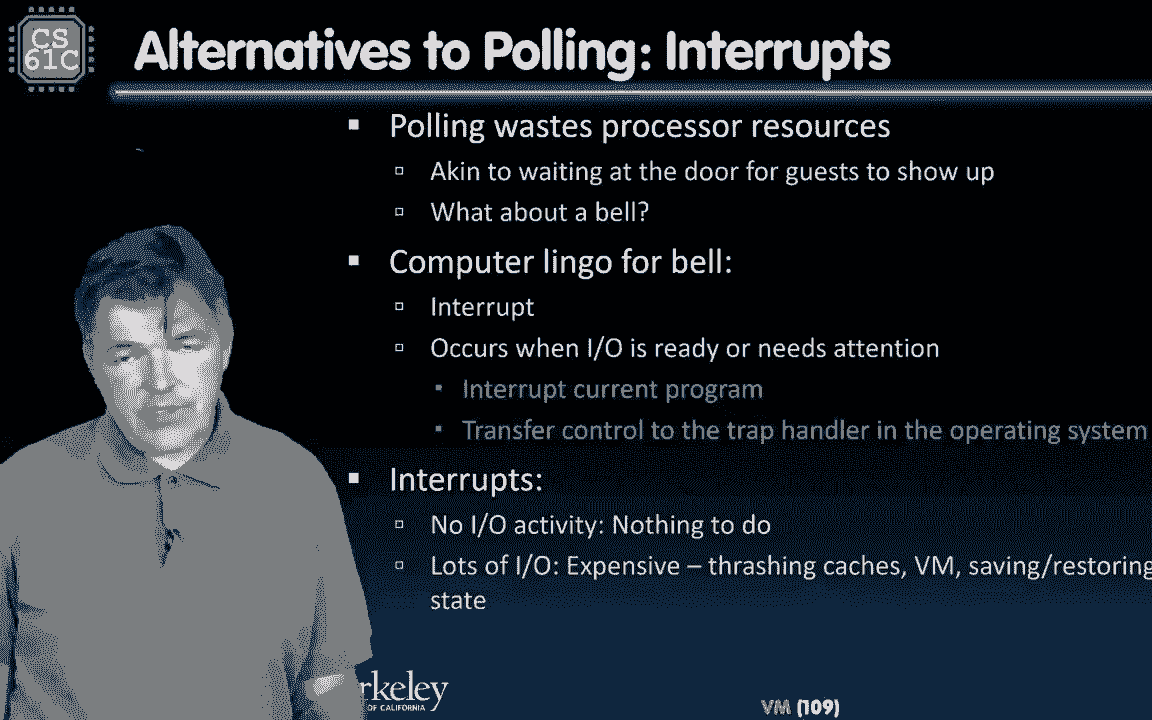 CS
61C
Alternatives to Polling: Interrupts
Polling wastes processor resources
Akin to waiting at the door for guests to show up
What about a bell?
Computer lingo for bell:
Interrupt
Occurs when I/O is ready or needs attention
Interrupt current program
Transfer control to the trap handler in the operating system
Interrupts:
No I/O activity: Nothing to do
Lots of I/O: Expensive – thrashing caches, VM, saving/restoring
state
rkeley
OF CALIFORNIA
VM (109)